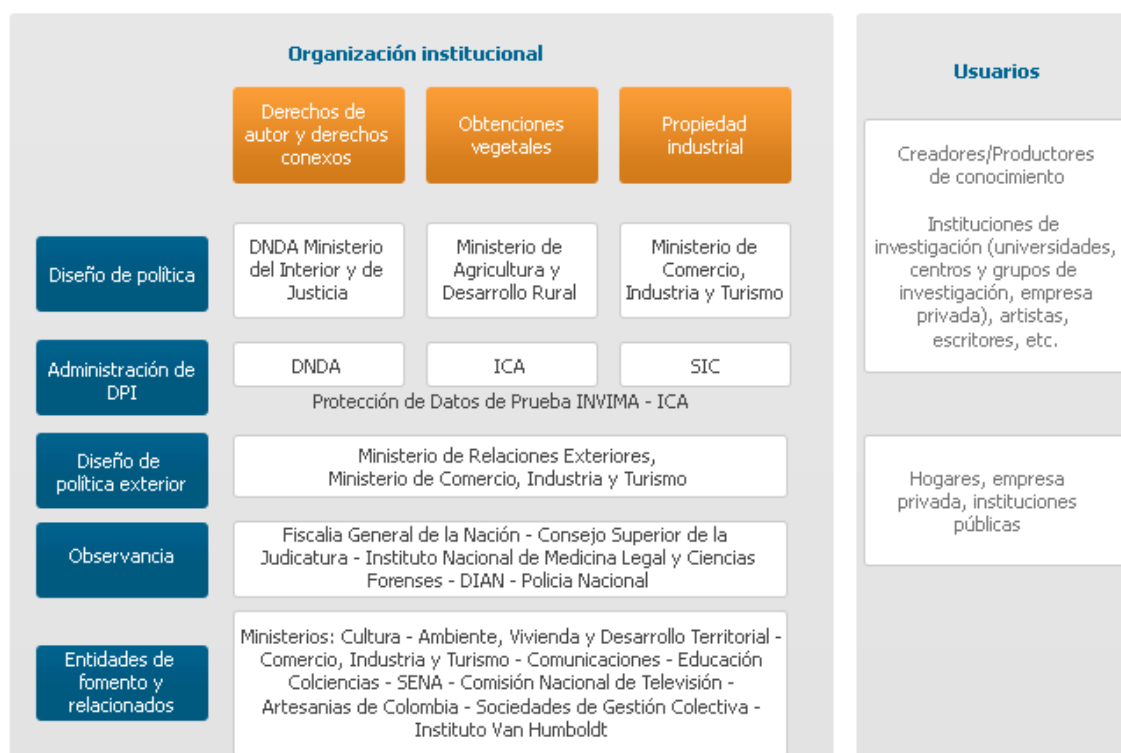 Organización institucional
Derechos de
autor y derechos
conexos
Obtenciones
vegetales
Propiedad
industrial
Diseño de política
DNDA Ministerio
del Interior y de
Justicia
Ministerio de
Agricultura y
Desarrollo Rural
Ministerio de
Comercio,
Industria y Turismo
Administración de
DPI
DNDA
ICA
SIC
Protección de Datos de Prueba INVIMA - ICA
Diseño de
política exterior
Ministerio de Relaciones Exteriores,
Ministerio de Comercio, Industria y Turismo
Observancia
Fiscalia General de la Nación - Consejo Superior de la
Judicatura - Instituto Nacional de Medicina Legal y Ciencias
Forenses - DIAN - Policia Nacional
Entidades de
fomento y
relacionados
Ministerios: Cultura - Ambiente, Vivienda y Desarrollo Territorial -
Comercio, Industria y Turismo - Comunicaciones - Educación
Colciencias - SENA - Comisión Nacional de Televisión -
Artesanias de Colombia - Sociedades de Gestión Colectiva -
Instituto Van Humboldt
Usuarios
Creadores/Productores
de conocimiento
Instituciones de
investigación (universidades,
centros y grupos de
investigación, empresa
privada), artistas,
escritores, etc.
Hogares, empresa
privada, instituciones
públicas